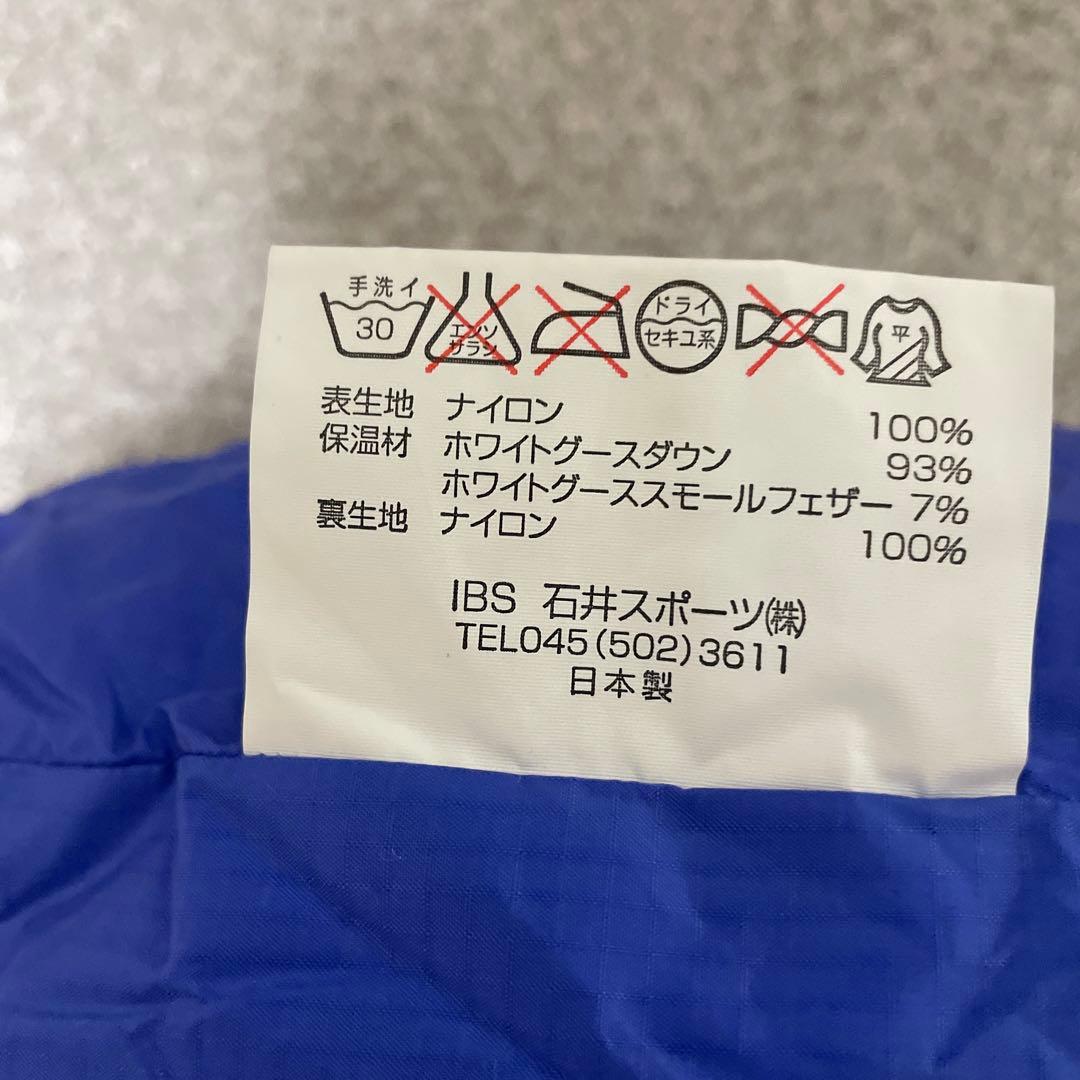 手洗イ
30
エンソ
サラシ
ドライ
セキユ系
平
表生地 ナイロン 100%
保温材 ホワイトグースダウン 93%
ホワイトグーススモールフェザー 7%
裏生地 ナイロン 100%
IBS 石井スポーツ㈱
TEL045(502)3611
日本製